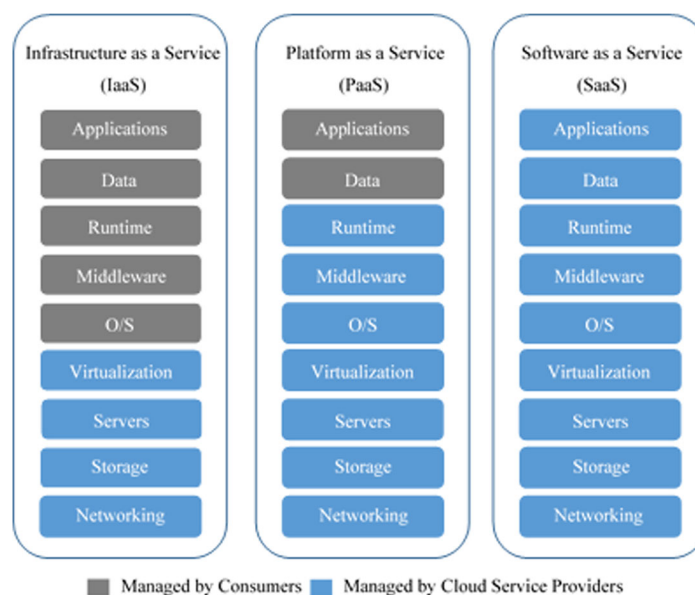 Infrastructure as a Service
(IaaS)
Applications
Data
Runtime
Middleware
O/S
Virtualization
Servers
Storage
Networking
Platform as a Service
(PaaS)
Applications
Data
Runtime
Middleware
O/S
Virtualization
Servers
Storage
Networking
Software as a Service
(SaaS)
Applications
Data
Runtime
Middleware
O/S
Virtualization
Servers
Storage
Networking
Managed by Consumers
Managed by Cloud Service Providers